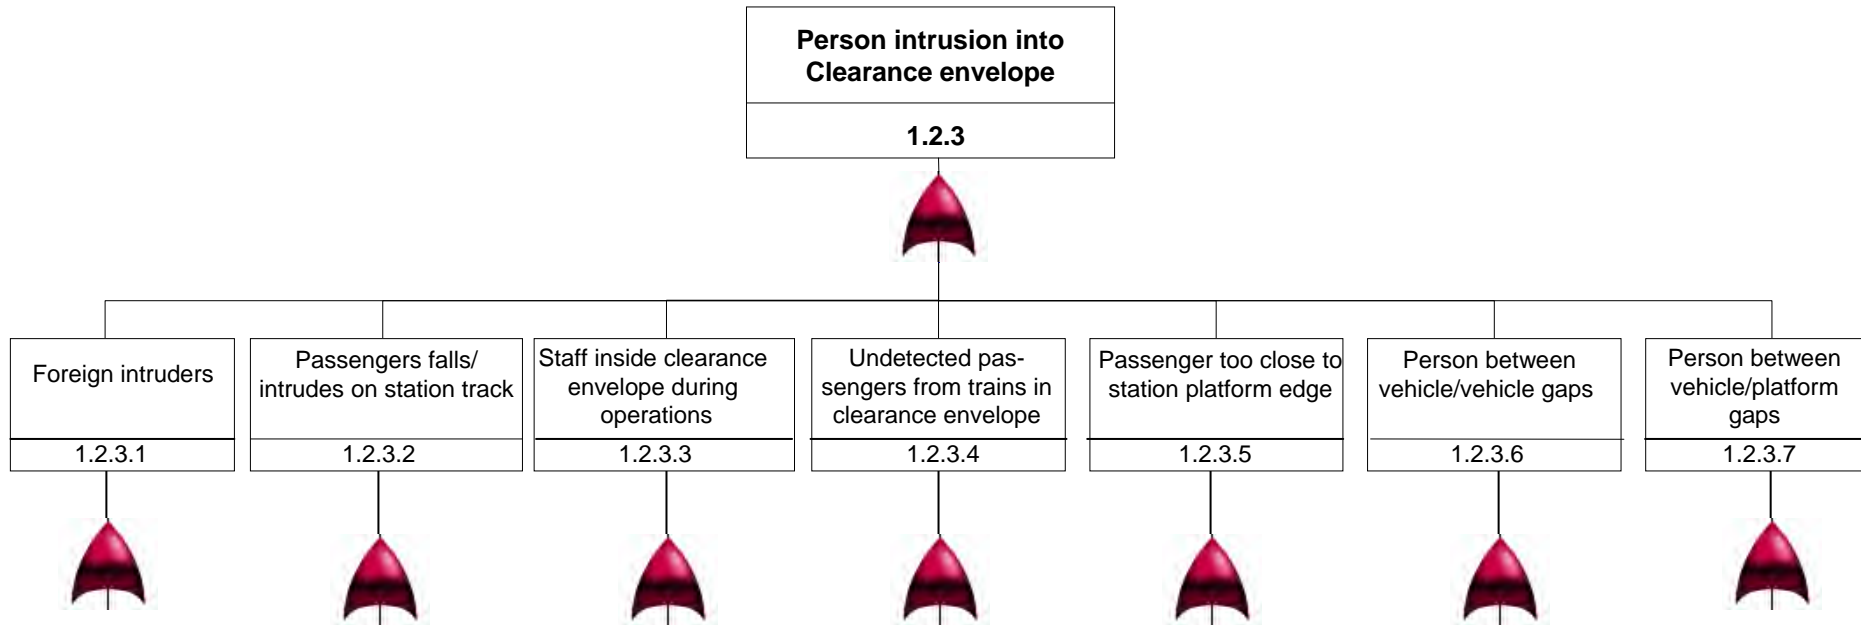 Person intrusion into
Clearance envelope
1.2.3
Foreign intruders
1.2.3.1
Passengers falls/
intrudes on station track
1.2.3.2
Staff inside clearance
envelope during
operations
1.2.3.3
Undetected pas-
sengers from trains in
clearance envelope
1.2.3.4
Passenger too close to
station platform edge
1.2.3.5
Person between
vehicle/vehicle gaps
1.2.3.6
Person between
vehicle/platform
gaps
1.2.3.7